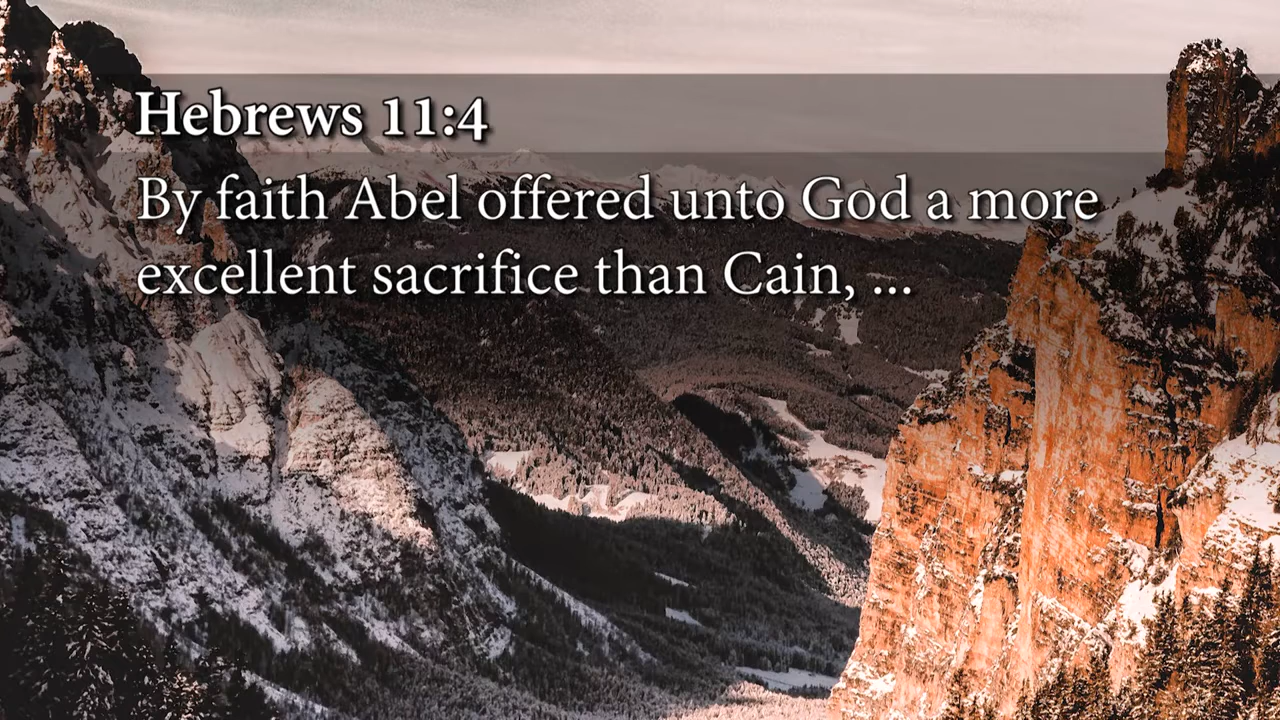 Hebrews 11:4
By faith Abel offered unto God a more
excellent sacrifice than Cain, ...